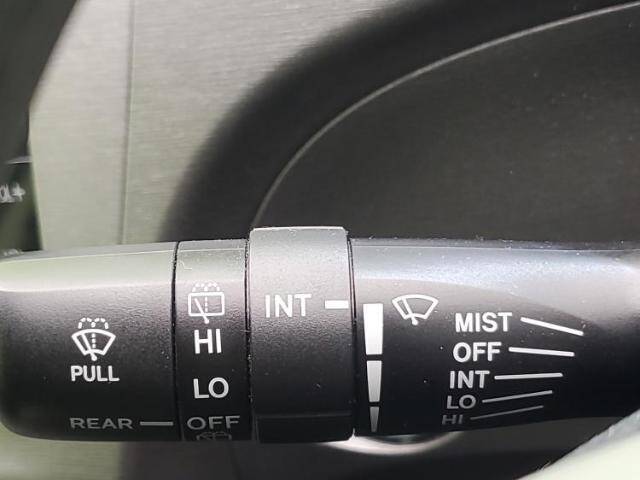 PULL
REAR
HI
LO
OFF
INT
MIST
OFF
INT
LO
HI